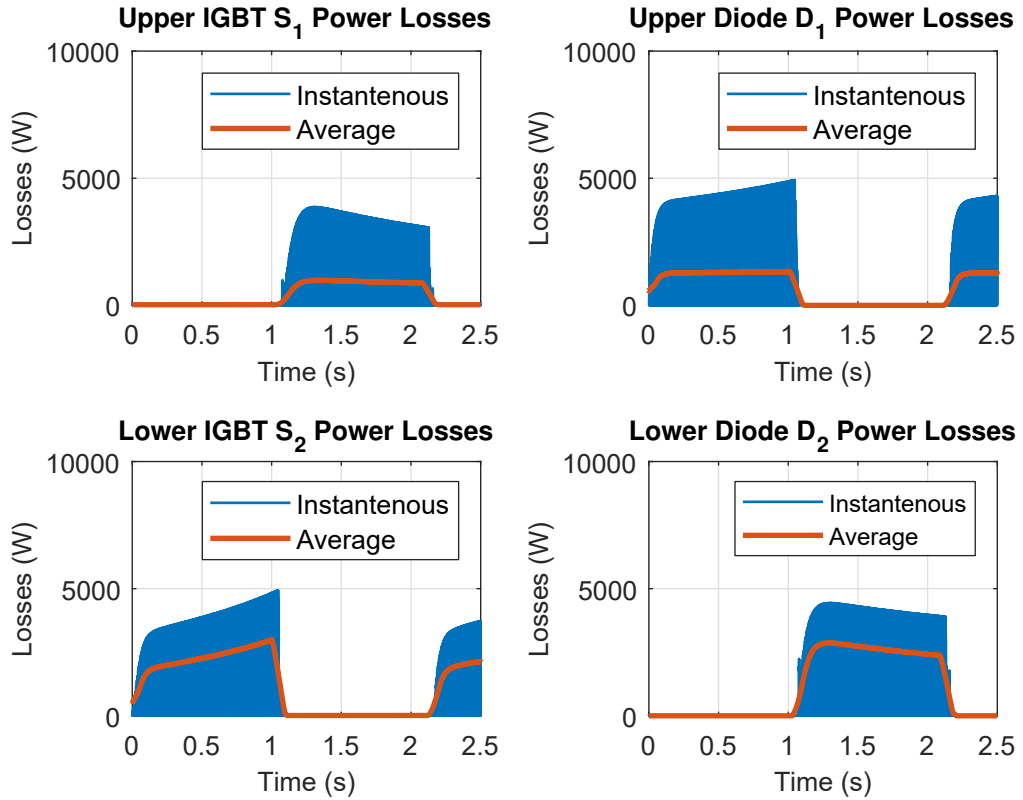 Upper IGBT S1 Power Losses
10000
5000
0
Losses (W)
Instantenous
Average
0 0.5 1 1.5 2 2.5
Time (s)
Upper Diode D1 Power Losses
10000
5000
0
Losses (W)
Instantenous
Average
0 0.5 1 1.5 2 2.5
Time (s)
Lower IGBT S2 Power Losses
10000
5000
0
Losses (W)
Instantenous
Average
0 0.5 1 1.5 2 2.5
Time (s)
Lower Diode D2 Power Losses
10000
5000
0
Losses (W)
Instantenous
Average
0 0.5 1 1.5 2 2.5
Time (s)